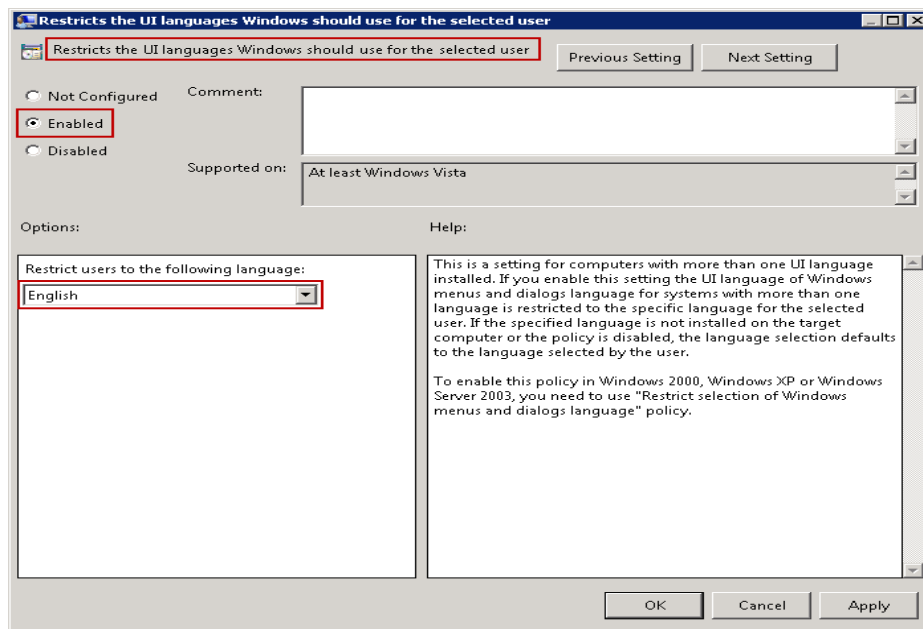 Restricts the UI languages Windows should use for the selected user
Restricts the UI languages Windows should use for the selected user
Previous Setting
Next Setting
Not Configured
Comment:
Enabled
Disabled
Supported on:
At least Windows Vista
Options:
Help:
Restrict users to the following language:
English
This is a setting for computers with more than one UI language
installed. If you enable this setting the UI language of Windows
menus and dialogs language for systems with more than one
language is restricted to the specific language for the selected
user. If the specified language is not installed on the target
computer or the policy is disabled, the language selection defaults
to the language selected by the user.
To enable this policy in Windows 2000, Windows XP or Windows
Server 2003, you need to use "Restrict selection of Windows
menus and dialogs language" policy.
OK
Cancel
Apply